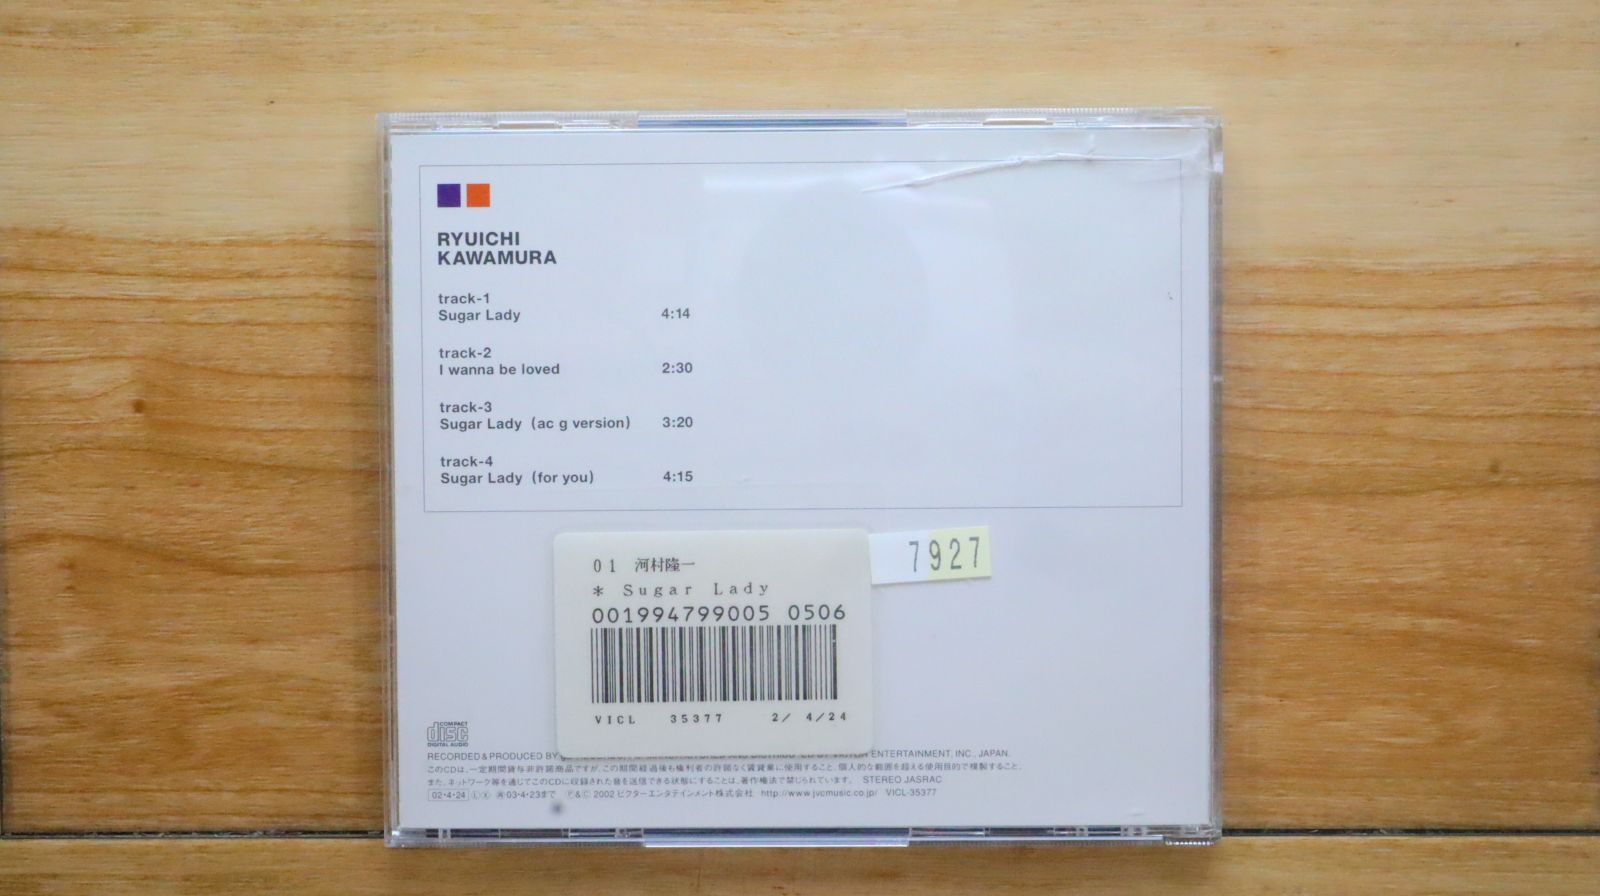 RYUICHI
KAWAMURA
track-1
Sugar Lady 4:14
track-2
I wanna be loved 2:30
track-3
Sugar Lady (ac g version) 3:20
track-4
Sugar Lady (for you) 4:15
7927
01 河村隆一
* Sugar Lady
001994799005 0506
VICL 35377 2/ 4/24
COMPACT
disc
DIGITAL AUDIO
RECORDED & PRODUCED BY ENTERTAINMENT, INC., JAPAN.
このCDは、一定期間貸与非許諾商品ですが、この期間経過後も権利者の許諾なく賃貸業に使用すること、個人的な範囲を超える使用目的で複製すること、
また、ネットワーク等を通じてこのCDに収録された音を送信できる状態にすることは、著作権法で禁じられています。 STEREO JASRAC
02・4・24 Ⓛ Ⓧ 03・4・23まで Ⓟ&Ⓒ 2002 ビクターエンタテインメント株式会社 http://www.jvcmusic.co.jp/ VICL-35377